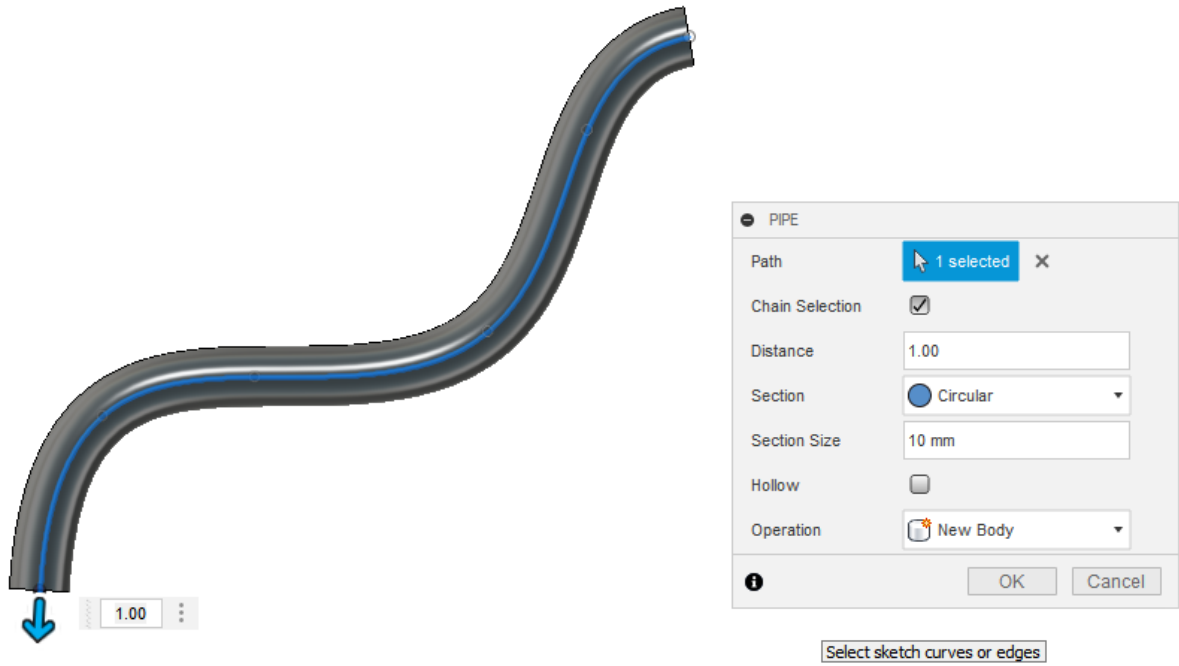 PIPE
Path 1 selected
Chain Selection
Distance 1.00
Section Circular
Section Size 10 mm
Hollow
Operation New Body
OK Cancel
1.00
Select sketch curves or edges